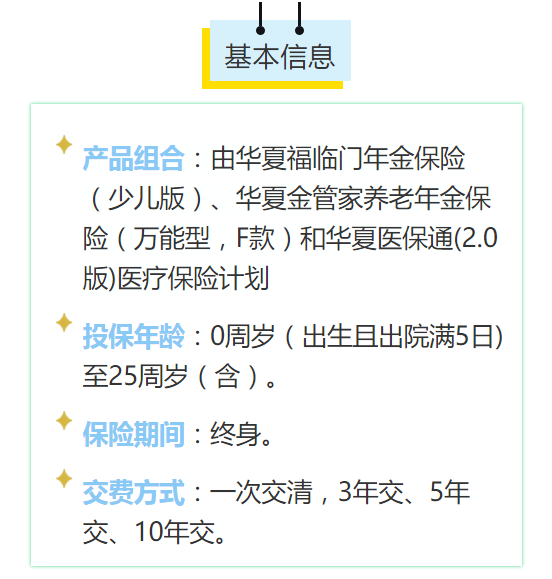 基本信息
产品组合：由华夏福临门年金保险
（少儿版）、华夏金管家养老年金保
险（万能型，F款）和华夏医保通(2.0
版)医疗保险计划
投保年龄：0周岁（出生且出院满5日)
至25周岁（含）。
保险期间：终身。
交费方式：一次交清，3年交、5年
交、10年交。